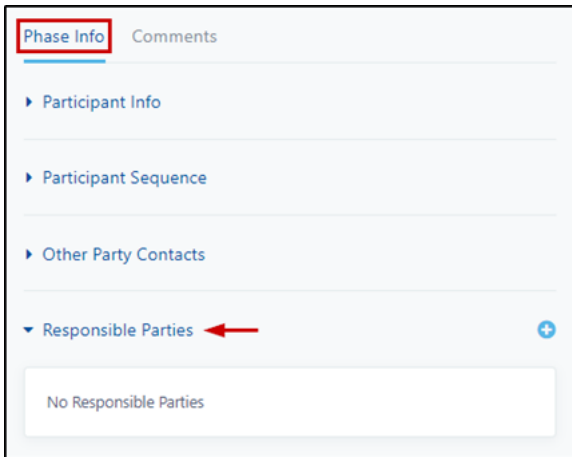 Phase Info Comments
Participant Info
Participant Sequence
Other Party Contacts
Responsible Parties
No Responsible Parties